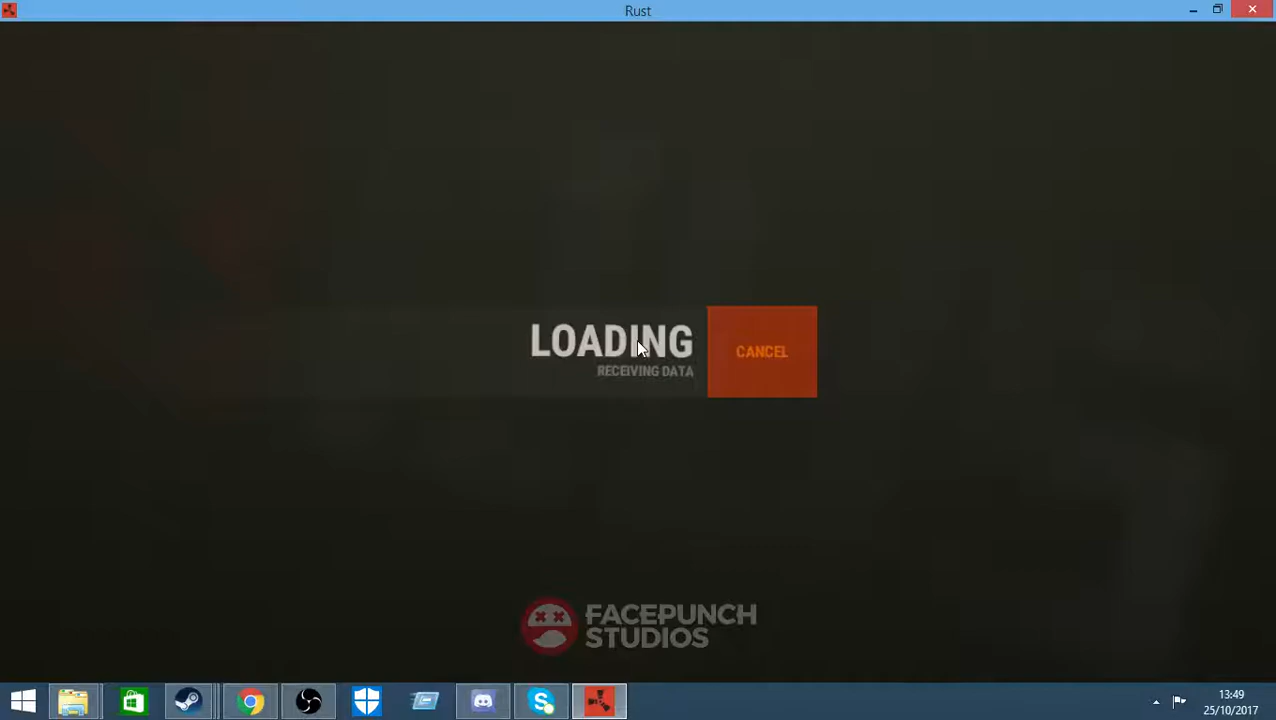 Rust
LOADING
RECEIVING DATA
CANCEL
FACEPUNCH
STUDIOS
13:49
25/10/2017